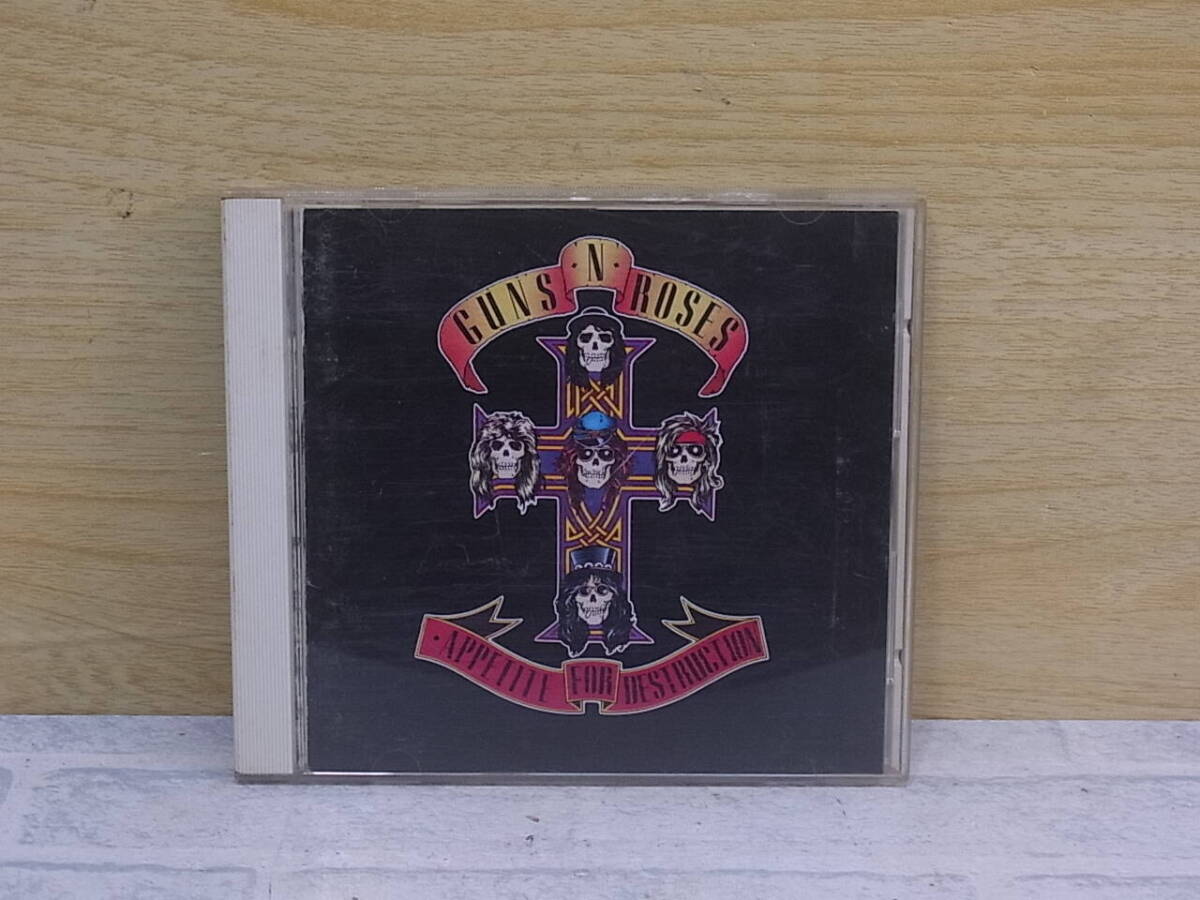 GUNS 'N' ROSES
·APPETITE FOR DESTRUCTION